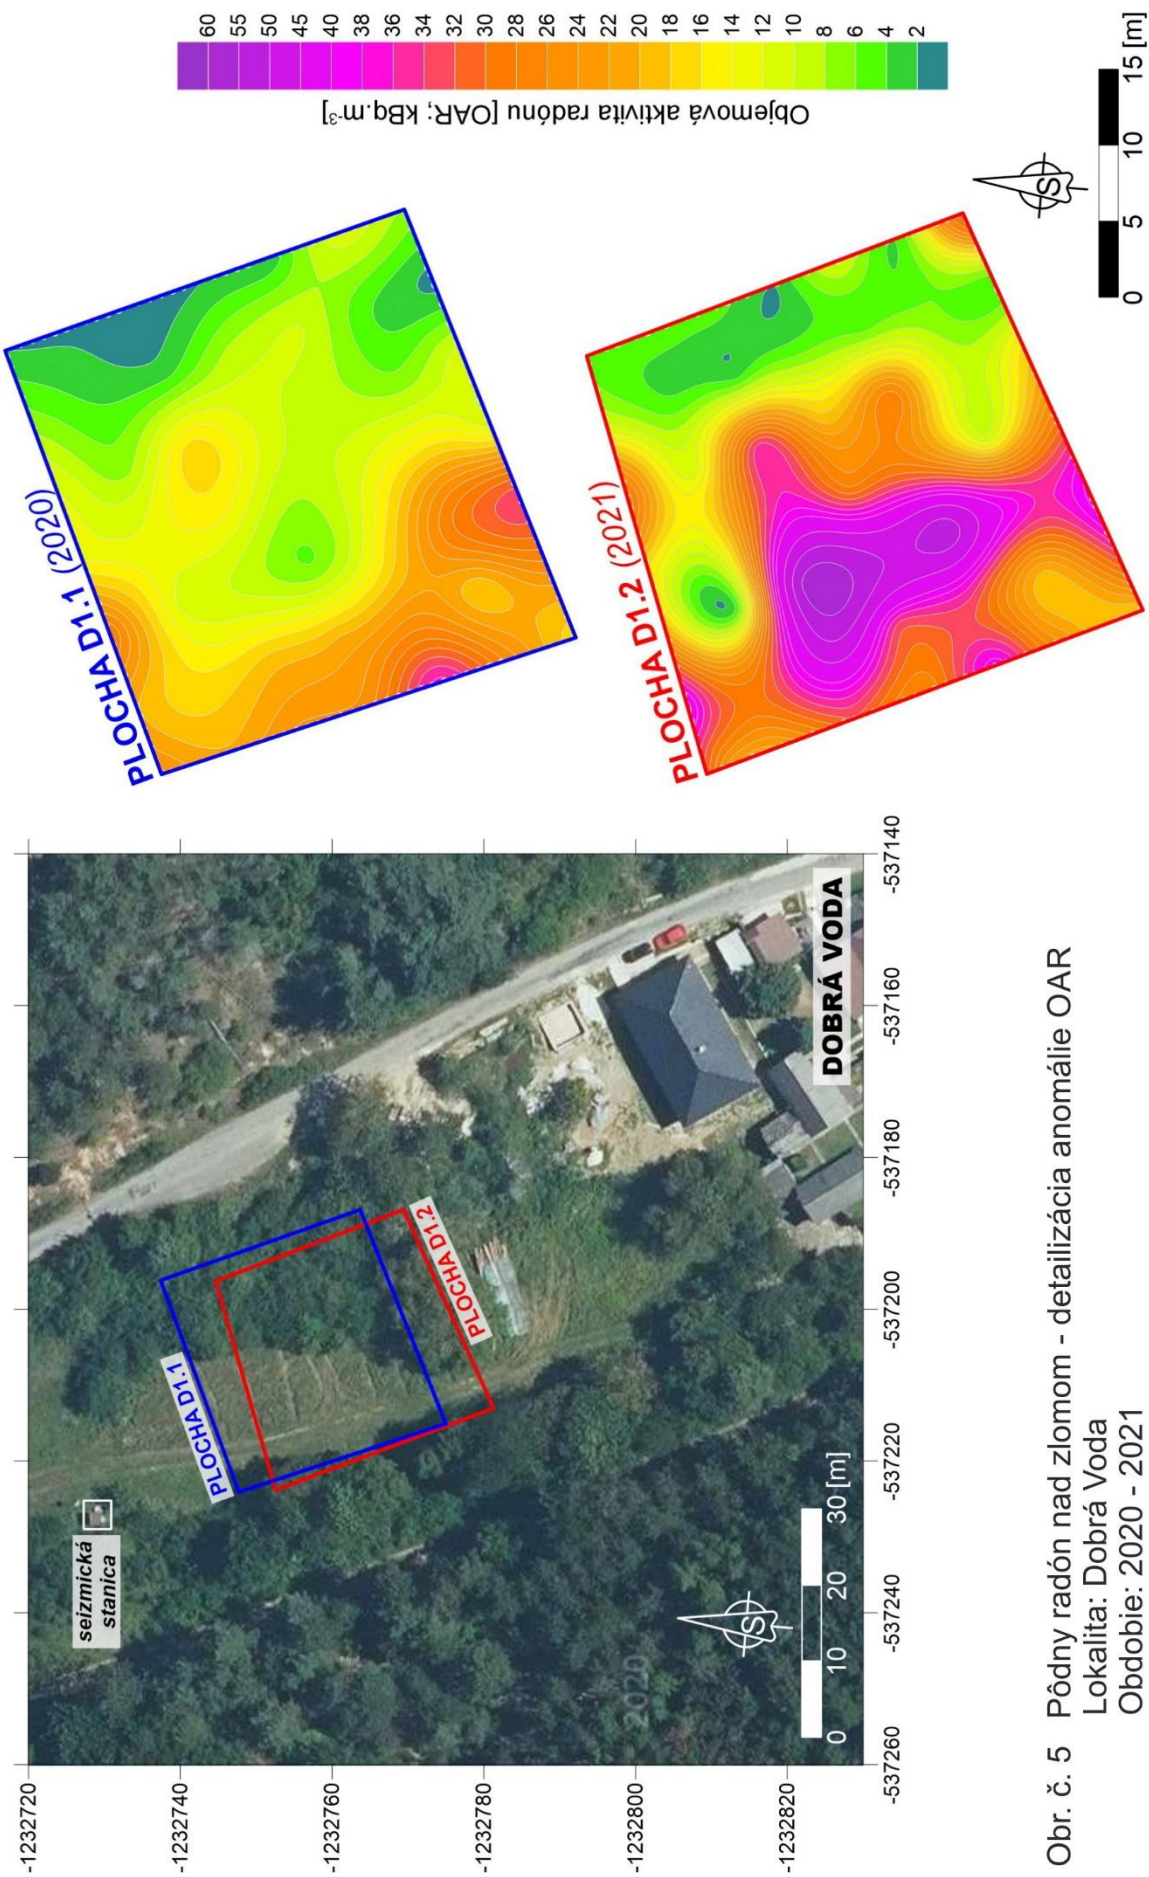 -1232720
-1232740
-1232760
-1232780
-1232800
-1232820
-537260
-537240
-537220
-537200
-537180
-537160
-537140
seizmická
stanica
PLOCHA D1.1
PLOCHA D1.2
DOBRÁ VODA
2020
S
0 10 20 30 [m]
PLOCHA D1.1 (2020)
PLOCHA D1.2 (2021)
Objemová aktivita radónu [OAR; kBq.m-3]
60
55
50
45
40
38
36
34
32
30
28
26
24
22
20
18
16
14
12
10
8
6
4
2
S
0 5 10 15 [m]
Obr. č. 5 Pôdny radón nad zlomom - detailizácia anomálie OAR
Lokalita: Dobrá Voda
Obdobie: 2020 - 2021